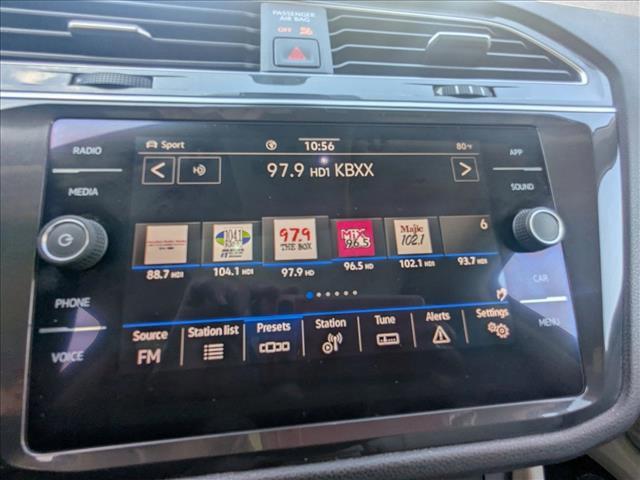 PASSENGER
AIR BAG
OFF
RADIO
MEDIA
PHONE
VOICE
APP
SOUND
CAR
MENU
Sport
10:56
80°F
97.9 HD1 KBXX
104.1
97.9
THE BOX
MiX
96.5
Majic
102.1
6
88.7 HD1
104.1 HD1
97.9 HD
96.5 HD
102.1 HD1
93.7 HD1
Source
FM
Station list
Presets
Station
Tune
Alerts
Settings